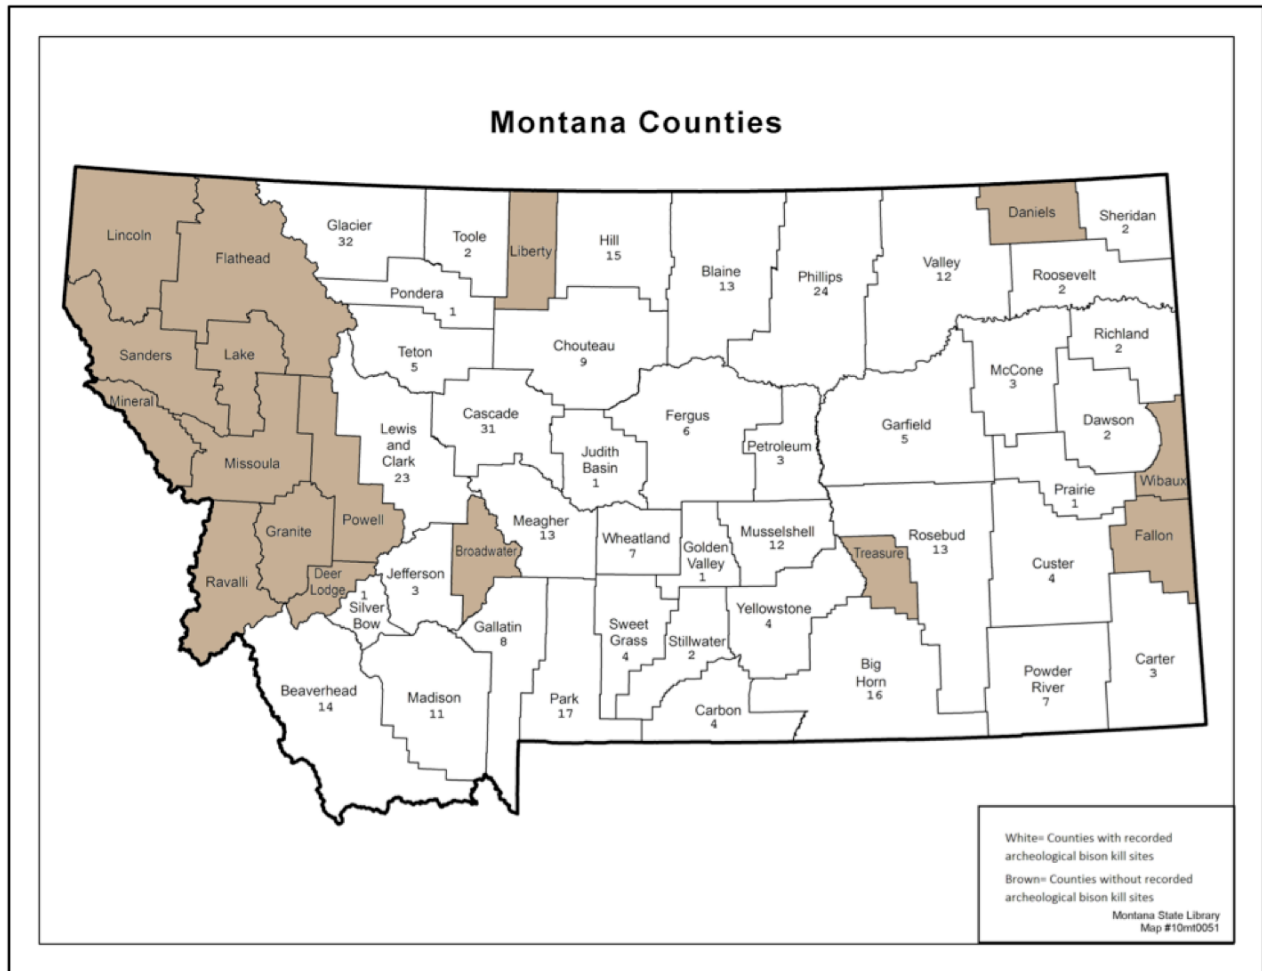 Montana Counties
Lincoln
Flathead
Glacier
32
Toole
2
Liberty
Hill
15
Blaine
13
Phillips
24
Valley
12
Daniels
Sheridan
2
Roosevelt
2
Pondera
1
Teton
5
Chouteau
9
Richland
2
McCone
3
Dawson
2
Sanders
Lake
Mineral
Missoula
Cascade
31
Lewis
and
Clark
23
Judith
Basin
1
Fergus
6
Petroleum
3
Garfield
5
Wibaux
Prairie
1
Granite
Powell
Ravalli
Deer
Lodge
Jefferson
3
Broadwater
Meagher
13
Wheatland
7
Golden
Valley
1
Musselshell
12
Treasure
Rosebud
13
Custer
4
Fallon
1
Silver
Bow
Gallatin
8
Sweet
Grass
4
Stillwater
2
Yellowstone
4
Beaverhead
14
Madison
11
Park
17
Carbon
4
Big
Horn
16
Powder
River
7
Carter
3
White= Counties with recorded
archeological bison kill sites
Brown= Counties without recorded
archeological bison kill sites
Montana State Library
Map #10mt0051